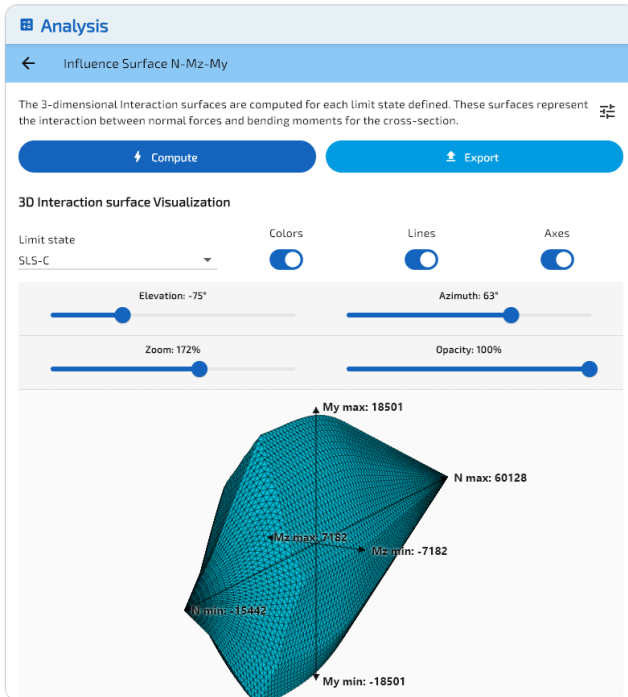 Analysis
Influence Surface N-Mz-My
The 3-dimensional Interaction surfaces are computed for each limit state defined. These surfaces represent
the interaction between normal forces and bending moments for the cross-section.
Compute
Export
3D Interaction surface Visualization
Limit state
Colors
Lines
Axes
SLS-C
Elevation: -75°
Azimuth: 63°
Zoom: 172%
Opacity: 100%
My max: 18501
N max: 60128
Mz max: 7182
Mz min: -7182
N min: -15442
My min: -18501